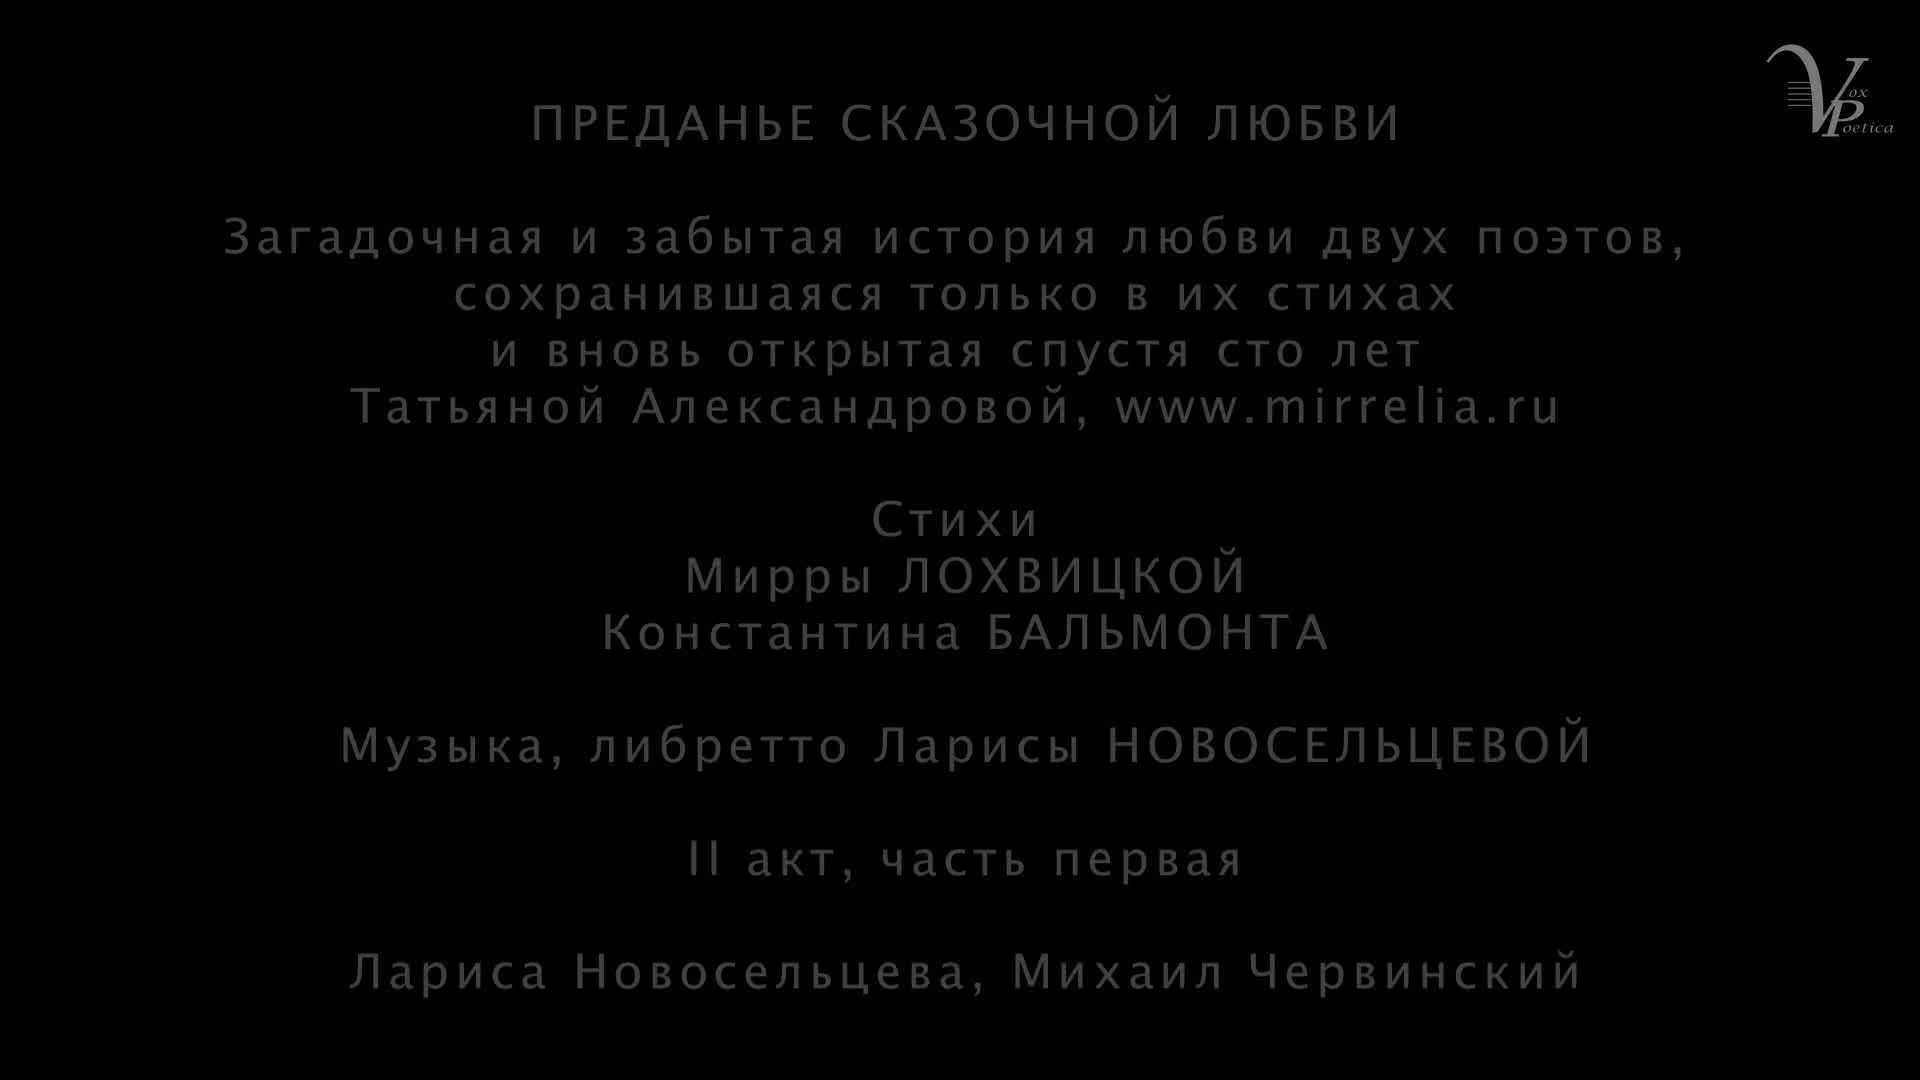 Vox
Poetica
ПРЕДАНЬЕ СКАЗОЧНОЙ ЛЮБВИ
Загадочная и забытая история любви двух поэтов,
сохранившаяся только в их стихах
и вновь открытая спустя сто лет
Татьяной Александровой, www.mirrelia.ru
Стихи
Мирры ЛОХВИЦКОЙ
Константина БАЛЬМОНТА
Музыка, либретто Ларисы НОВОСЕЛЬЦЕВОЙ
II акт, часть первая
Лариса Новосельцева, Михаил Червинский